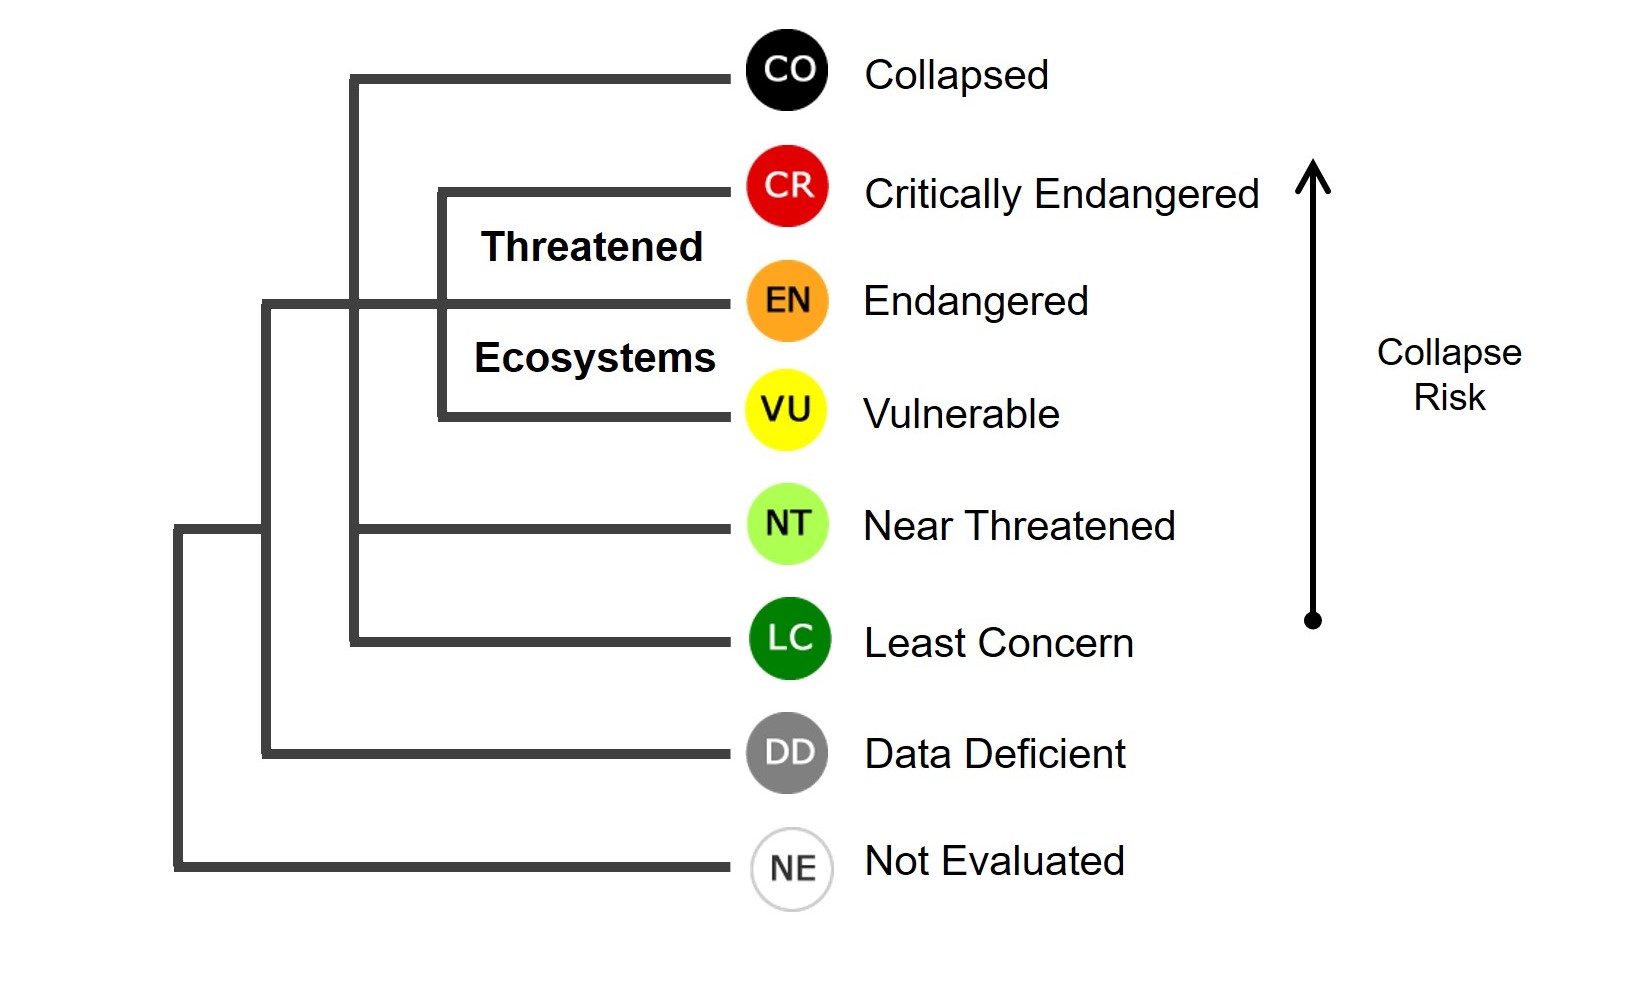 CO Collapsed
CR Critically Endangered
Threatened
EN Endangered
Collapse
Risk
Ecosystems
VU Vulnerable
NT Near Threatened
LC Least Concern
DD Data Deficient
NE Not Evaluated